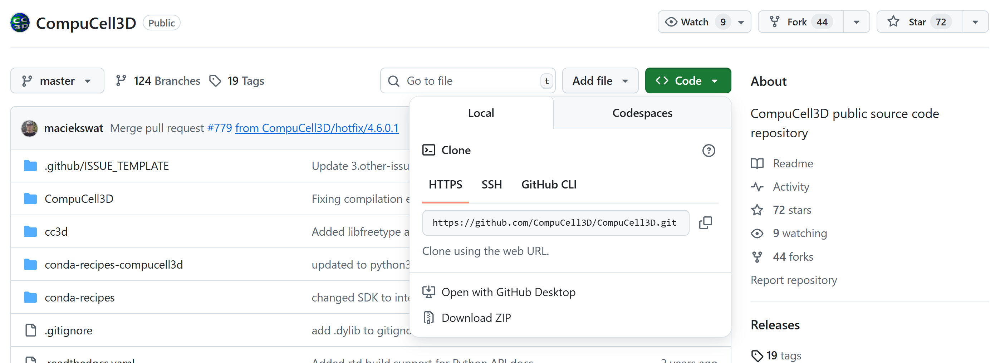 CC
3D
CompuCell3D Public
Watch 9
Fork 44
Star 72
master
124 Branches
19 Tags
Go to file t
Add file
Code
Local
Codespaces
Clone
HTTPS
SSH
GitHub CLI
https://github.com/CompuCell3D/CompuCell3D.git
Clone using the web URL.
Open with GitHub Desktop
Download ZIP
maciekswat Merge pull request #779 from CompuCell3D/hotfix/4.6.0.1
.github/ISSUE_TEMPLATE Update 3.other-issu
CompuCell3D Fixing compilation
cc3d Added libfreetype
conda-recipes-compucell3d updated to python3
conda-recipes changed SDK to
.gitignore add .dylib to
.readthedocs.yaml Added rtd build support for Python API docs 2 years ago
About
CompuCell3D public source code
repository
Readme
Activity
72 stars
9 watching
44 forks
Report repository
Releases
19 tags